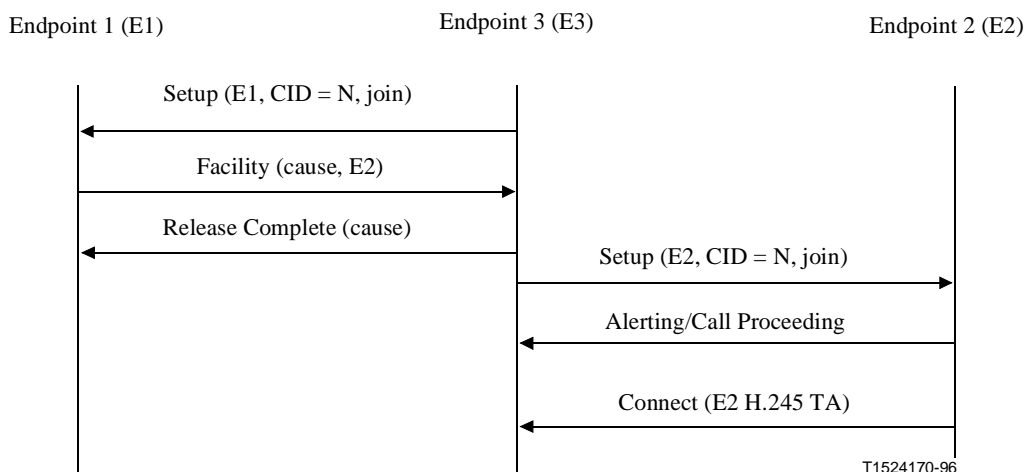 Endpoint 1 (E1)
Endpoint 3 (E3)
Endpoint 2 (E2)
Setup (E1, CID = N, join)
Facility (cause, E2)
Release Complete (cause)
Setup (E2, CID = N, join)
Alerting/Call Proceeding
Connect (E2 H.245 TA)
T1524170-96